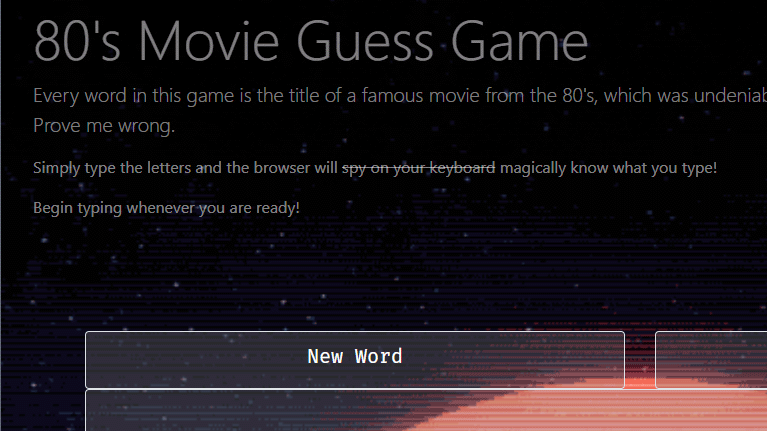 80's Movie Guess Game
Every word in this game is the title of a famous movie from the 80's, which was
Prove me wrong.
Simply type the letters and the browser will spy on your keyboard magically know what you type!
Begin typing whenever you are ready!
New Word